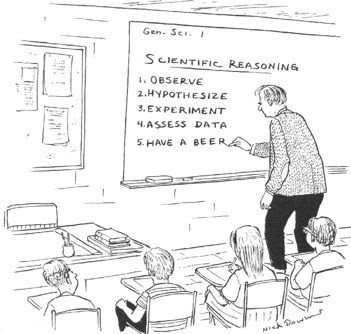 Gen. Sci. 1
SCIENTIFIC REASONING
1. OBSERVE
2. HYPOTHESIZE
3. EXPERIMENT
4. ASSESS DATA
5. HAVE A BEER
Nick Downes